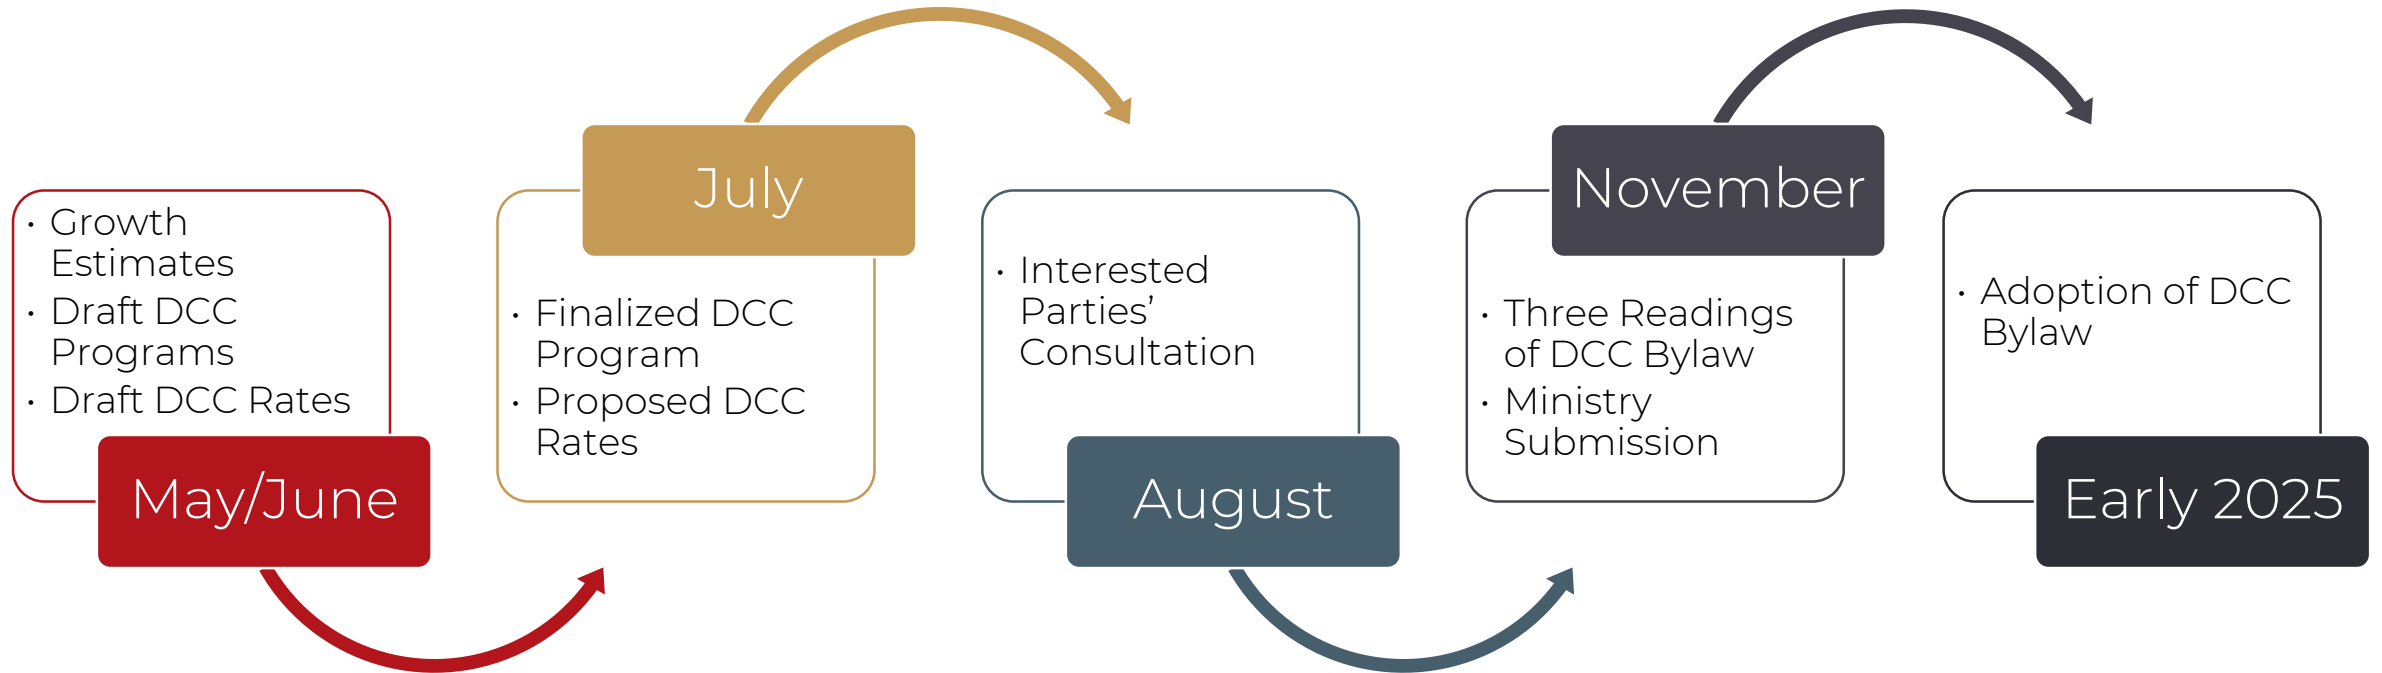 · Growth
Estimates
· Draft DCC
Programs
· Draft DCC Rates
May/June
July
· Finalized DCC
Program
· Proposed DCC
Rates
· Interested
Parties’
Consultation
August
November
· Three Readings
of DCC Bylaw
· Ministry
Submission
· Adoption of DCC
Bylaw
Early 2025